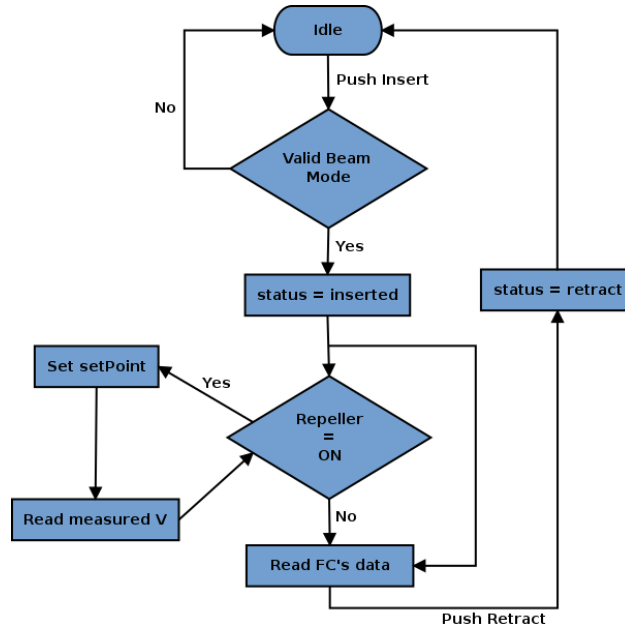 Idle
Push Insert
No
Valid Beam
Mode
Yes
status = inserted
status = retract
Set setPoint
Yes
Repeller
=
ON
Read measured V
No
Read FC's data
Push Retract